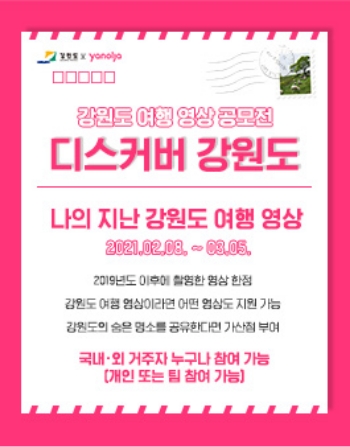 강원도 x yanolja
강원도 여행 영상 공모전
디스커버 강원도
나의 지난 강원도 여행 영상
2021.02.08. ~ 03.05.
2019년도 이후에 촬영한 영상 한정
강원도 여행 영상이라면 어떤 영상도 지원 가능
강원도의 숨은 명소를 공유한다면 가산점 부여
국내·외 거주자 누구나 참여 가능
(개인 또는 팀 참여 가능)